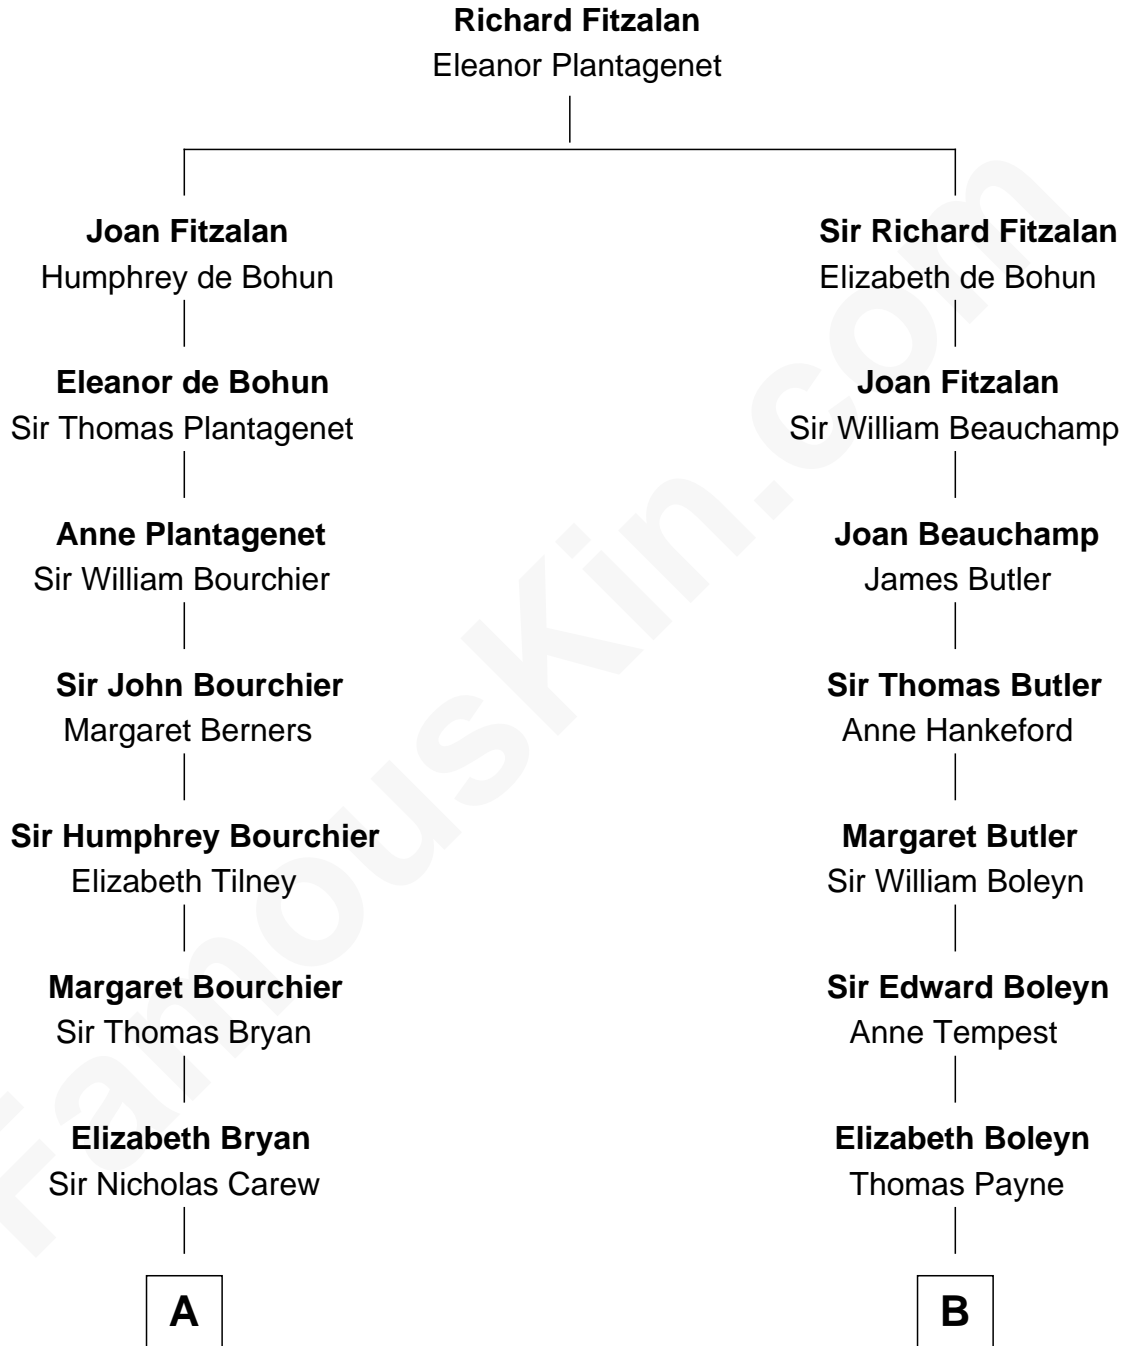 Richard Fitzalan
Eleanor Plantagenet
Joan Fitzalan
Humphrey de Bohun
Sir Richard Fitzalan
Elizabeth de Bohun
Eleanor de Bohun
Sir Thomas Plantagenet
Joan Fitzalan
Sir William Beauchamp
Anne Plantagenet
Sir William Bourchier
Joan Beauchamp
James Butler
Sir John Bourchier
Margaret Berners
Sir Thomas Butler
Anne Hankeford
Sir Humphrey Bourchier
Elizabeth Tilney
Margaret Butler
Sir William Boleyn
Margaret Bourchier
Sir Thomas Bryan
Sir Edward Boleyn
Anne Tempest
Elizabeth Bryan
Sir Nicholas Carew
Elizabeth Boleyn
Thomas Payne
A
B
FamousKin.com